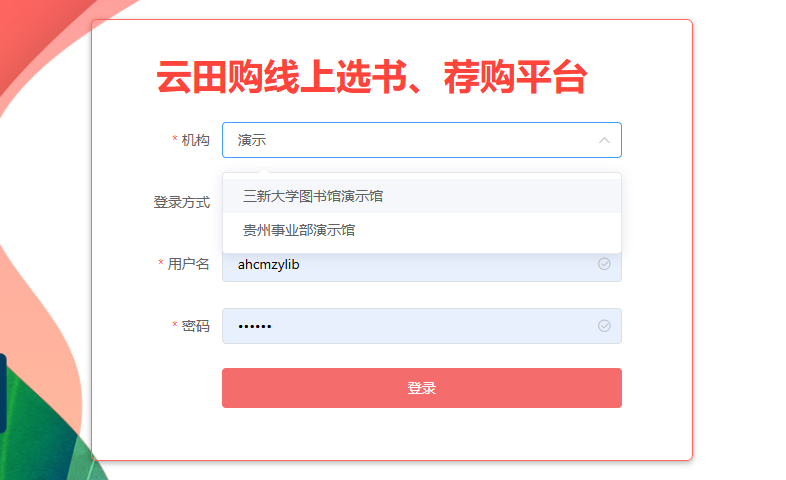 云田购线上选书、荐购平台
* 机构 演示
三新大学图书馆演示馆
登录方式
贵州事业部演示馆
* 用户名 ahcmzylib
* 密码 ••••••
登录